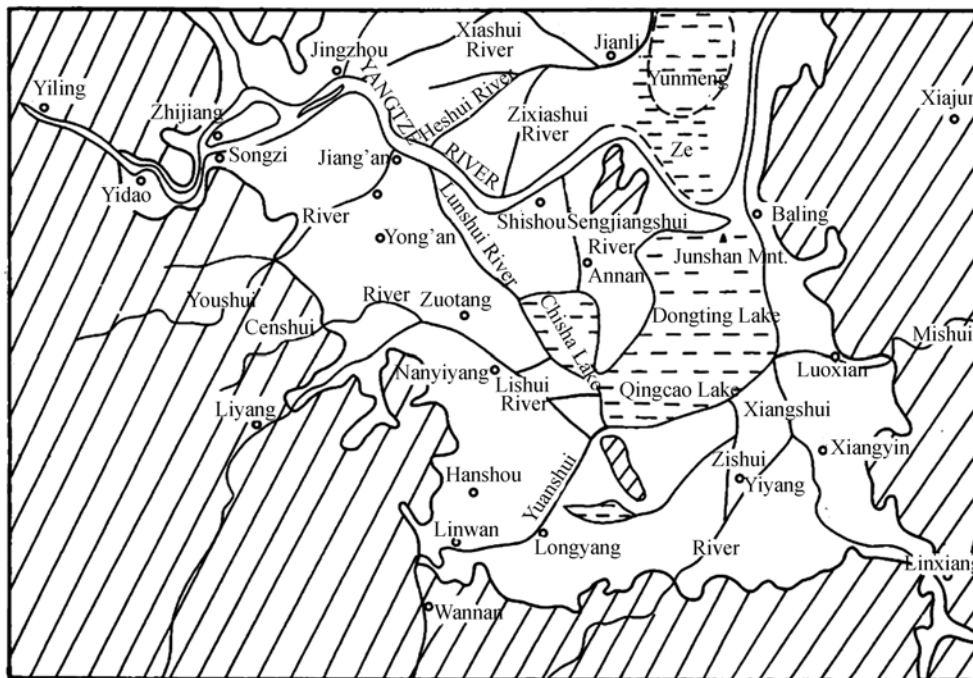 Xiashui
River
Jianli
Jingzhou
Yunmeng
Yiling
YANGTZE
RIVER
Heshui River
Zixiashui
River
Xiajun
Zhijiang
Songzi
Jiang'an
Ze
Yidao
River
Lunshui River
Shishou
Sengjiangshui
River
Annan
Baling
Junshan Mnt.
Yong'an
Youshui
River
Zuotang
Censhui
Chisha Lake
Dongting Lake
Mishui
Nanyiyang
Lishui
River
Luoxian
Qingcao Lake
Liyang
Xiangshui
Xiangyin
Hanshou
Yuanshui
Zishui
Yiyang
Linwan
Longyang
River
Linxiang
Wannan